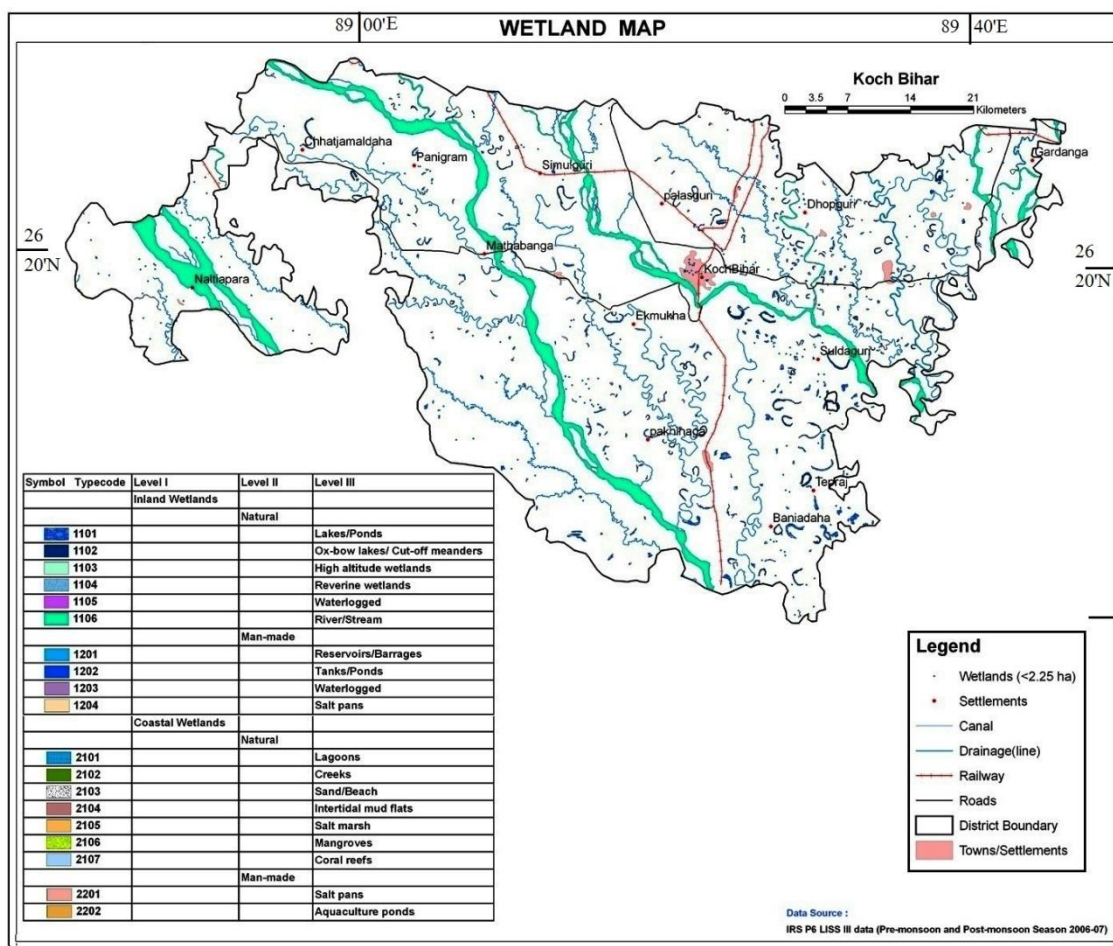 89 00'E
WETLAND MAP
89 40'E
Koch Bihar
0 3.5 7 14 21
Kilometers
Chhatjamaldaha
Panigram
Simulguri
Gardanga
palasguri
Dhopguri
26
20'N
Mathabanga
26
20'N
KochBihar
Naltiapara
Ekmukha
Suldaguri
pakhihaga
Tepraj
Baniadaha
Symbol Typecode Level I Level II Level III
Inland Wetlands
Natural
1101 Lakes/Ponds
1102 Ox-bow lakes/ Cut-off meanders
1103 High altitude wetlands
1104 Reverine wetlands
1105 Waterlogged
1106 River/Stream
Man-made
1201 Reservoirs/Barrages
1202 Tanks/Ponds
1203 Waterlogged
1204 Salt pans
Coastal Wetlands
Natural
2101 Lagoons
2102 Creeks
2103 Sand/Beach
2104 Intertidal mud flats
2105 Salt marsh
2106 Mangroves
2107 Coral reefs
Man-made
2201 Salt pans
2202 Aquaculture ponds
Legend
Wetlands (<2.25 ha)
Settlements
Canal
Drainage(line)
Railway
Roads
District Boundary
Towns/Settlements
Data Source :
IRS P6 LISS III data (Pre-monsoon and Post-monsoon Season 2006-07)